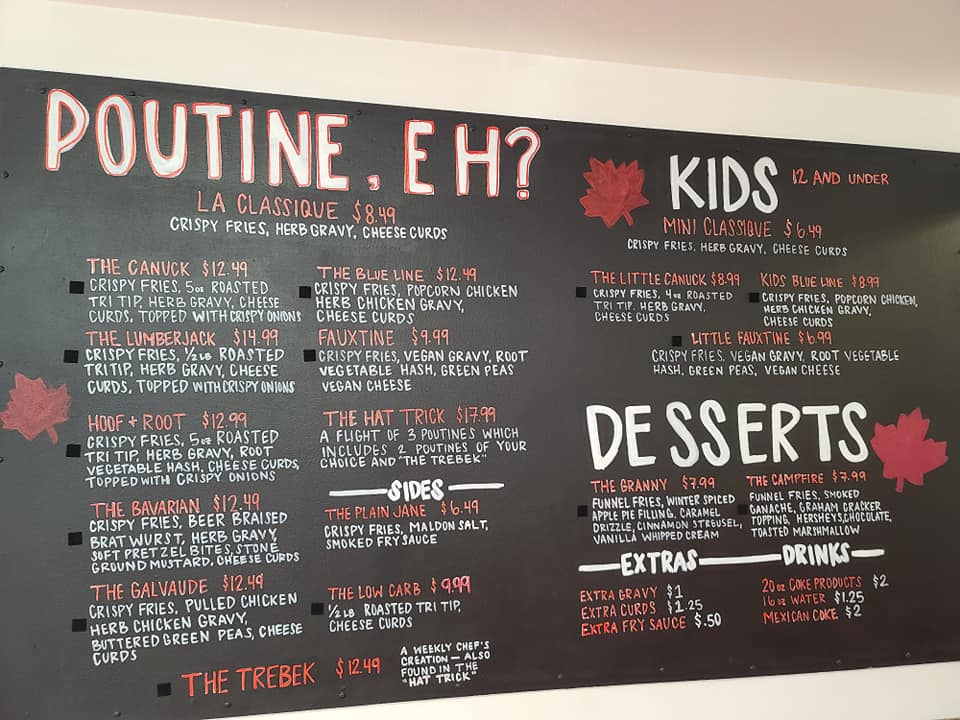 POUTINE, EH?
LA CLASSIQUE $8.49
CRISPY FRIES, HERB GRAVY, CHEESE CURDS
THE CANUCK $12.49
CRISPY FRIES, 5oz ROASTED
TRI TIP, HERB GRAVY, CHEESE
CURDS, TOPPED WITH CRISPY ONIONS
THE LUMBERJACK $14.99
CRISPY FRIES, 1/2 LB ROASTED
TRI TIP, HERB GRAVY, CHEESE
CURDS, TOPPED WITH CRISPY ONIONS
HOOF + ROOT $12.99
CRISPY FRIES, 5oz ROASTED
TRI TIP, HERB GRAVY, ROOT
VEGETABLE HASH, CHEESE CURDS,
TOPPED WITH CRISPY ONIONS
THE BAVARIAN $12.49
CRISPY FRIES, BEER BRAISED
BRATWURST, HERB GRAVY,
SOFT PRETZEL BITES, STONE
GROUND MUSTARD, CHEESE CURDS
THE GALVAUDE $12.49
CRISPY FRIES, PULLED CHICKEN
HERB CHICKEN GRAVY,
BUTTERED GREEN PEAS, CHEESE
CURDS
THE BLUE LINE $12.49
CRISPY FRIES, POPCORN CHICKEN
HERB CHICKEN GRAVY,
CHEESE CURDS
FAUXTINE $9.99
CRISPY FRIES, VEGAN GRAVY, ROOT
VEGETABLE HASH, GREEN PEAS
VEGAN CHEESE
THE HAT TRICK $17.99
A FLIGHT OF 3 POUTINES WHICH
INCLUDES 2 POUTINES OF YOUR
CHOICE AND "THE TREBEK"
SIDES
THE PLAIN JANE $6.49
CRISPY FRIES, MALDON SALT,
SMOKED FRY SAUCE
THE LOW CARB $9.99
1/2 LB ROASTED TRI TIP,
CHEESE CURDS
THE TREBEK $12.49
A WEEKLY CHEF'S
CREATION - ALSO
FOUND IN THE
"HAT TRICK"
KIDS 12 AND UNDER
MINI CLASSIQUE $6.49
CRISPY FRIES, HERB GRAVY, CHEESE CURDS
THE LITTLE CANUCK $8.99
CRISPY FRIES, 4oz ROASTED
TRI TIP, HERB GRAVY,
CHEESE CURDS
KIDS BLUE LINE $8.99
CRISPY FRIES, POPCORN CHICKEN,
HERB CHICKEN GRAVY,
CHEESE CURDS
LITTLE FAUXTINE $6.99
CRISPY FRIES, VEGAN GRAVY, ROOT VEGETABLE
HASH, GREEN PEAS, VEGAN CHEESE
DESSERTS
THE GRANNY $7.99
FUNNEL FRIES, WINTER SPICED
APPLE PIE FILLING, CARAMEL
DRIZZLE, CINNAMON STREUSEL,
VANILLA WHIPPED CREAM
THE CAMPFIRE $7.99
FUNNEL FRIES, SMOKED
GANACHE, GRAHAM CRACKER
TOPPING, HERSHEYS CHOCOLATE,
TOASTED MARSHMALLOW
EXTRAS
EXTRA GRAVY $1
EXTRA CURDS $1.25
EXTRA FRY SAUCE $.50
DRINKS
20oz COKE PRODUCTS $2
16oz WATER $1.25
MEXICAN COKE $2